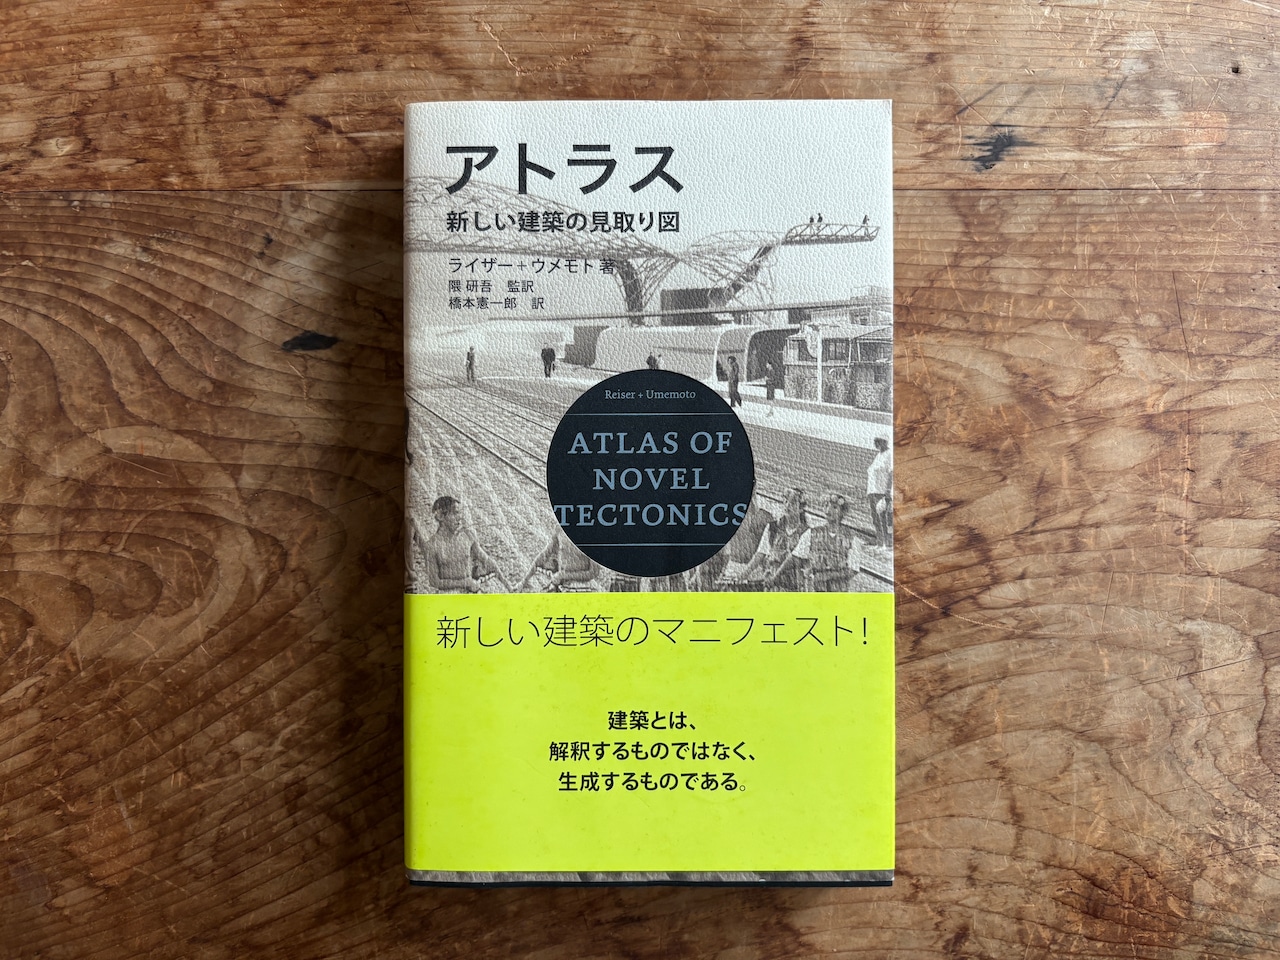 アトラス
新しい建築の見取り図
ライザー+ウメモト 著
隈 研吾　監訳
橋本憲一郎　訳
Reiser + Umemoto
ATLAS OF
NOVEL
TECTONICS
新しい建築のマニフェスト!
建築とは、
解釈するものではなく、
生成するものである。